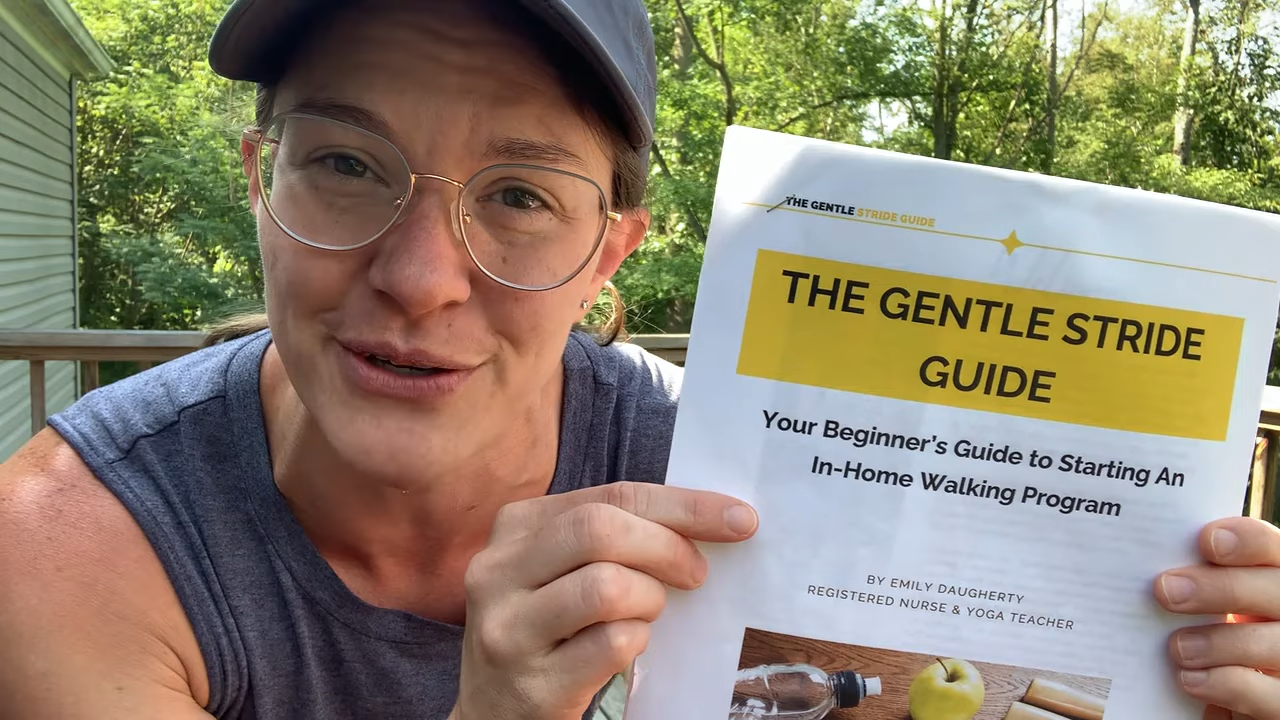 THE GENTLE STRIDE GUIDE
THE GENTLE STRIDE
GUIDE
Your Beginner's Guide to Starting An
In-Home Walking Program
BY EMILY DAUGHERTY
REGISTERED NURSE & YOGA TEACHER